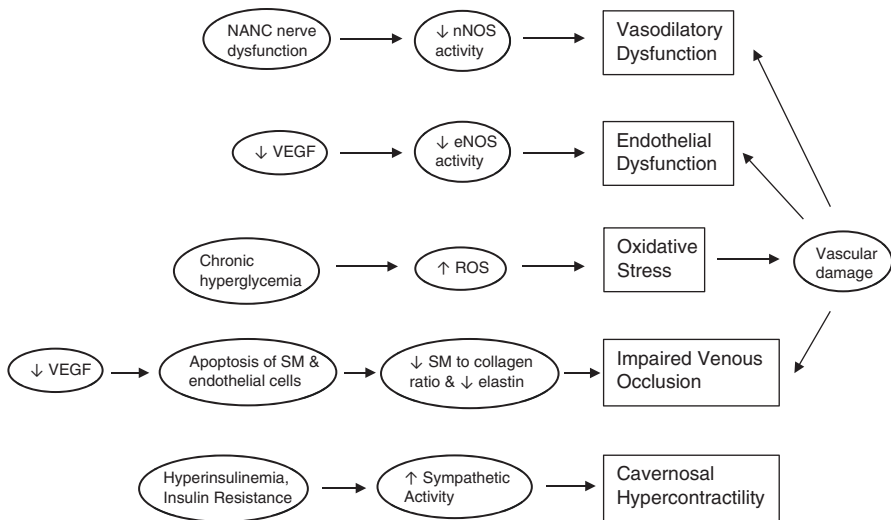 NANC nerve
dysfunction
↓ nNOS
activity
Vasodilatory
Dysfunction
↓ VEGF
↓ eNOS
activity
Endothelial
Dysfunction
Chronic
hyperglycemia
↑ ROS
Oxidative
Stress
Vascular
damage
↓ VEGF
Apoptosis of SM &
endothelial cells
↓ SM to collagen
ratio & ↓ elastin
Impaired Venous
Occlusion
Hyperinsulinemia,
Insulin Resistance
↑ Sympathetic
Activity
Cavernosal
Hypercontractility